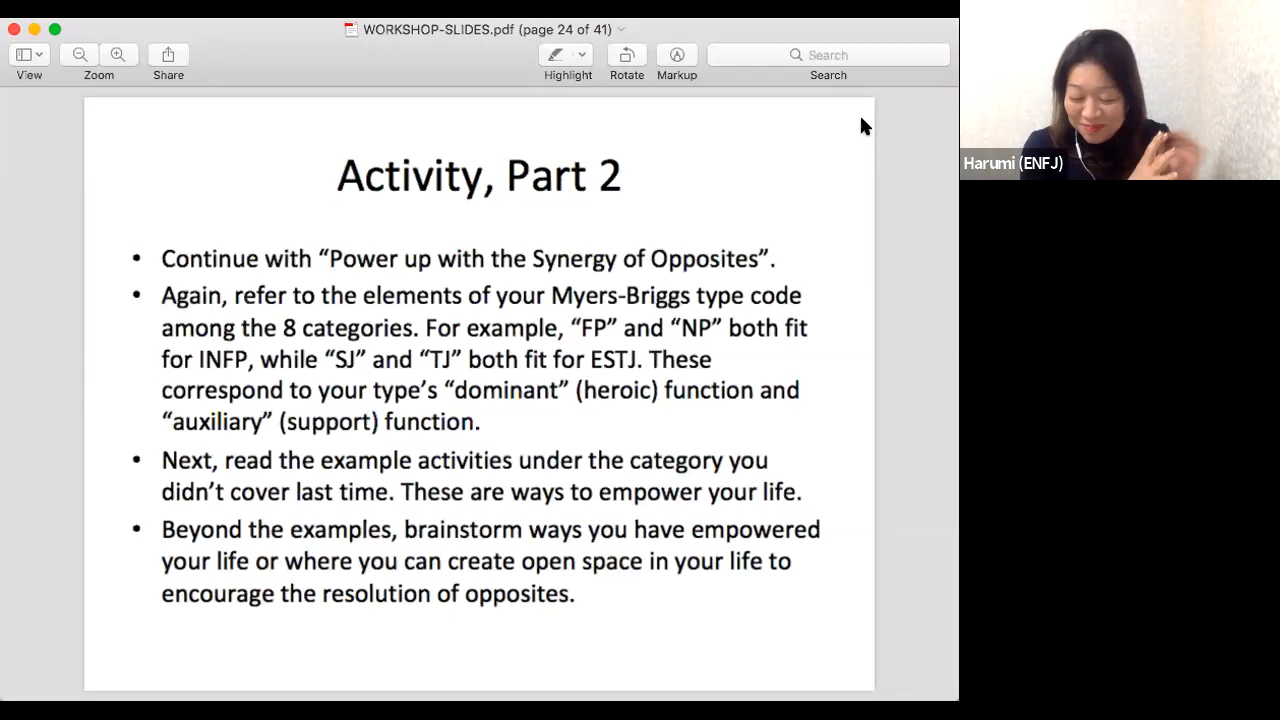 WORKSHOP-SLIDES.pdf (page 24 of 41)
View
Zoom
Share
Highlight
Rotate
Markup
Search
Search
Harumi (ENFJ)
Activity, Part 2
• Continue with “Power up with the Synergy of Opposites”.
• Again, refer to the elements of your Myers-Briggs type code
among the 8 categories. For example, “FP” and “NP” both fit
for INFP, while “SJ” and “TJ” both fit for ESTJ. These
correspond to your type’s “dominant” (heroic) function and
“auxiliary” (support) function.
• Next, read the example activities under the category you
didn’t cover last time. These are ways to empower your life.
• Beyond the examples, brainstorm ways you have empowered
your life or where you can create open space in your life to
encourage the resolution of opposites.